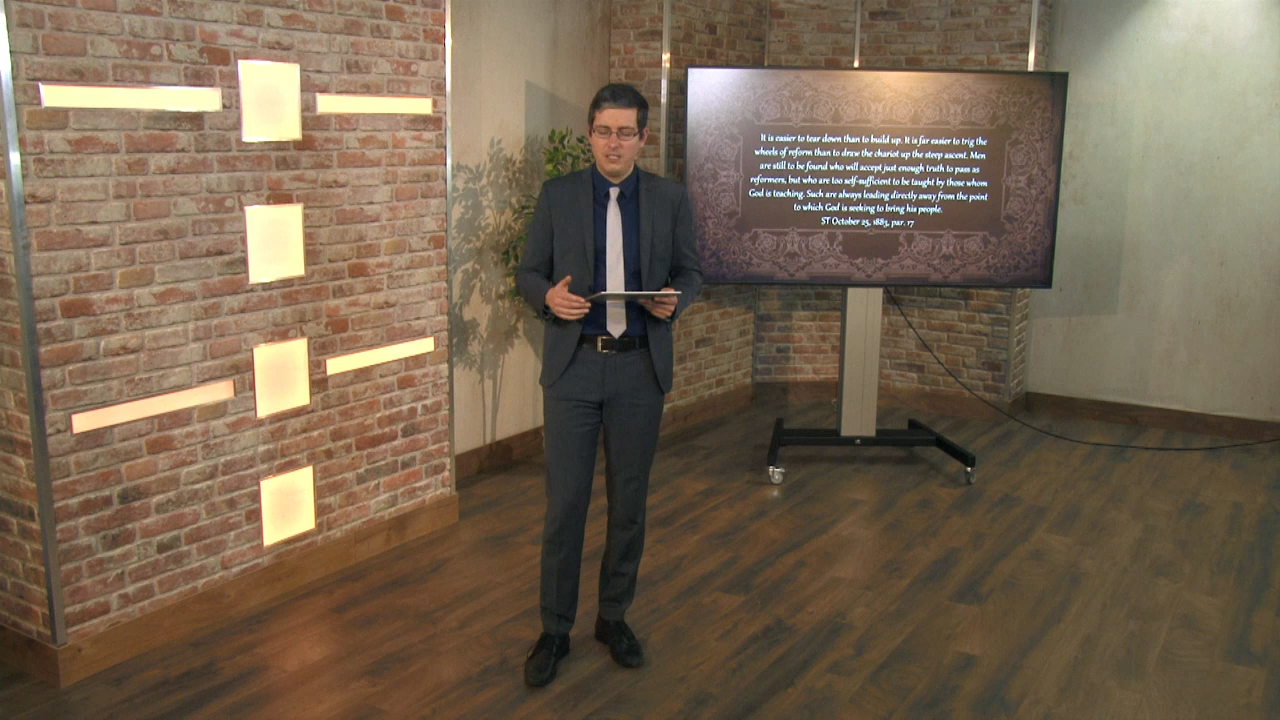 It is easier to tear down than to build up. It is far easier to trig the
wheels of reform than to draw the chariot up the steep ascent. Men
are still to be found who will accept just enough truth to pass as
reformers, but who are too self-sufficient to be taught by those whom
God is teaching. Such are always leading directly away from the point
to which God is seeking to bring his people.
ST October 25, 1883, par. 17